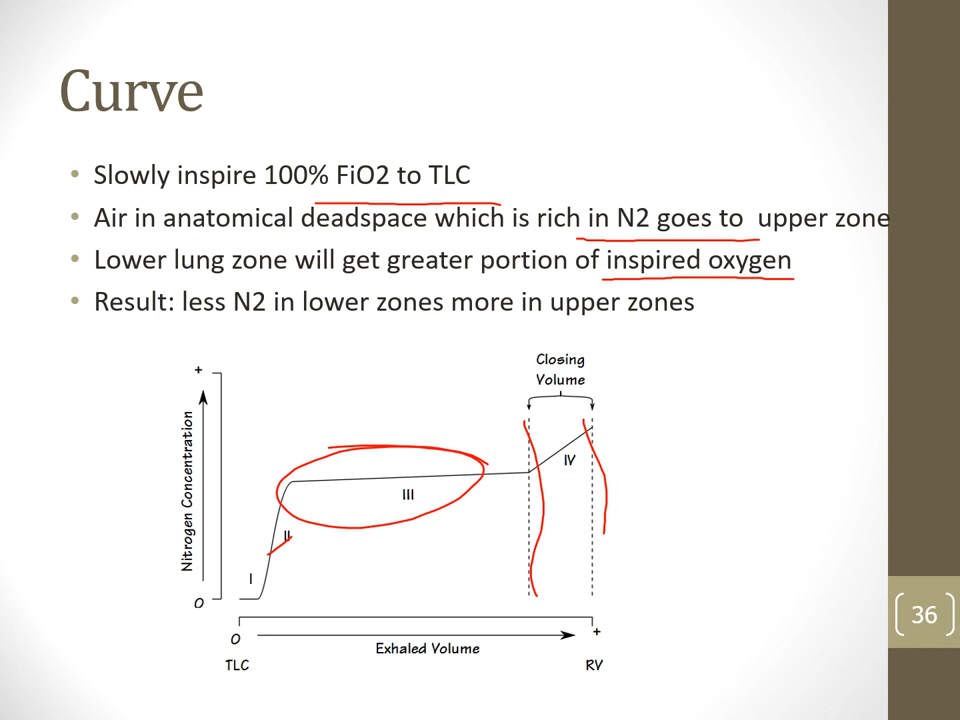 Curve
• Slowly inspire 100% FiO2 to TLC
• Air in anatomical deadspace which is rich in N2 goes to upper zone
• Lower lung zone will get greater portion of inspired oxygen
• Result: less N2 in lower zones more in upper zones
Closing
Volume
+
Nitrogen Concentration
IV
III
II
I
0
36
0
+
Exhaled Volume
TLC
RV